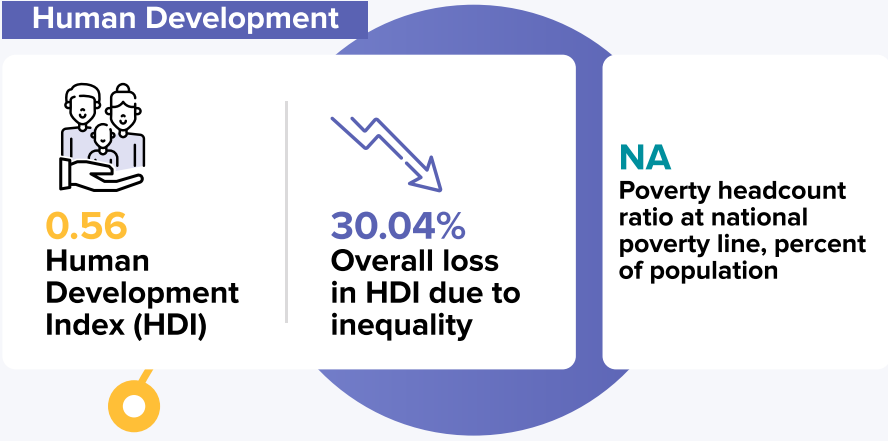 Human Development
0.56
Human
Development
Index (HDI)
30.04%
Overall loss
in HDI due to
inequality
NA
Poverty headcount
ratio at national
poverty line, percent
of population